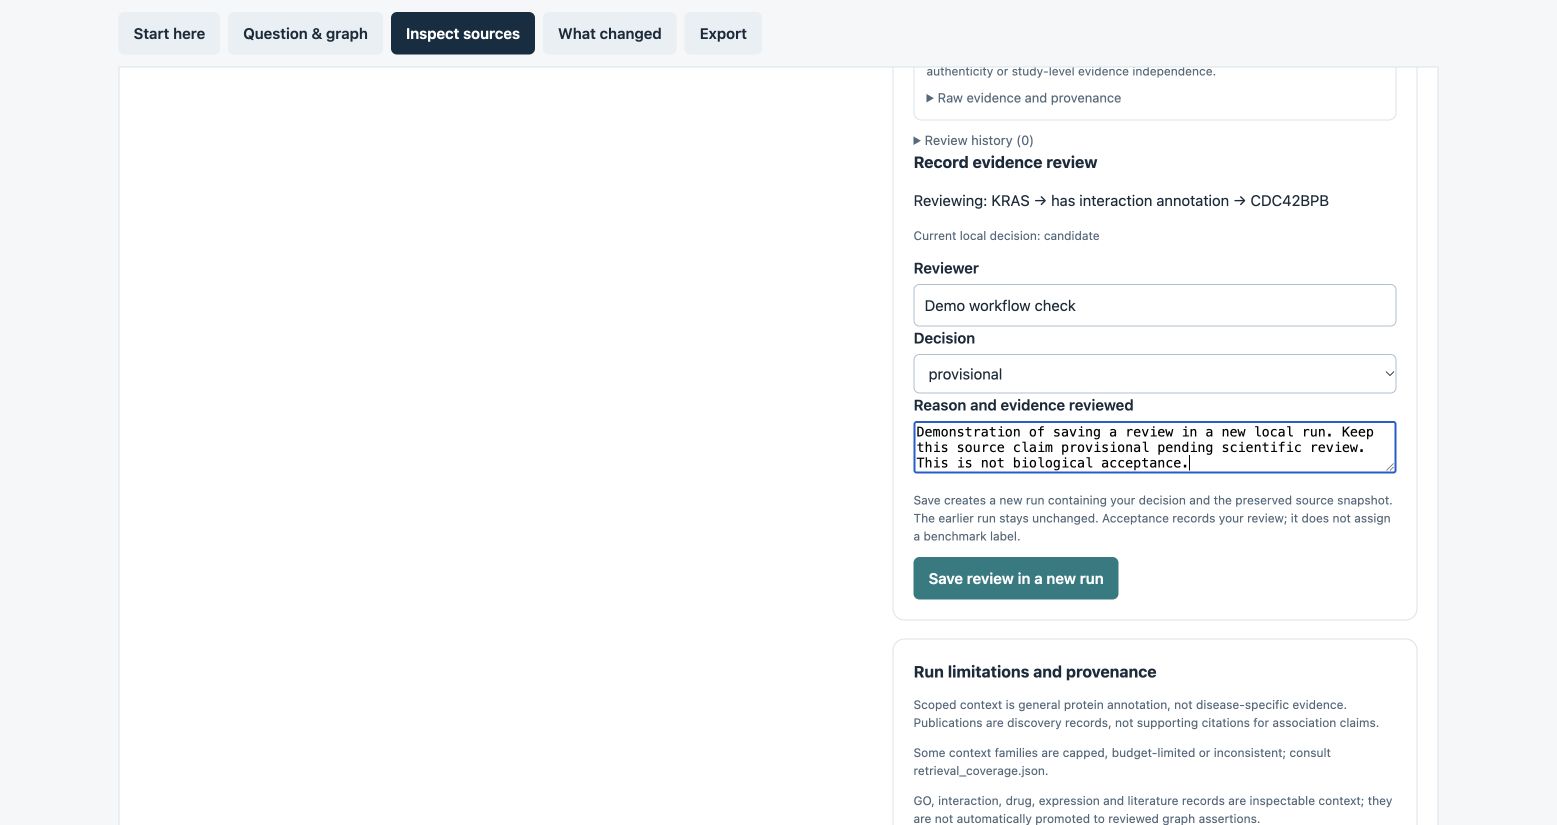 Start here
Question & graph
Inspect sources
What changed
Export
authenticity or study-level evidence independence.
Raw evidence and provenance
Review history (0)
Record evidence review
Reviewing: KRAS → has interaction annotation → CDC42BPB
Current local decision: candidate
Reviewer
Demo workflow check
Decision
provisional
Reason and evidence reviewed
Demonstration of saving a review in a new local run. Keep
this source claim provisional pending scientific review.
This is not biological acceptance.
Save creates a new run containing your decision and the preserved source snapshot.
The earlier run stays unchanged. Acceptance records your review; it does not assign
a benchmark label.
Save review in a new run
Run limitations and provenance
Scoped context is general protein annotation, not disease-specific evidence.
Publications are discovery records, not supporting citations for association claims.
Some context families are capped, budget-limited or inconsistent; consult
retrieval_coverage.json.
GO, interaction, drug, expression and literature records are inspectable context; they
are not automatically promoted to reviewed graph assertions.